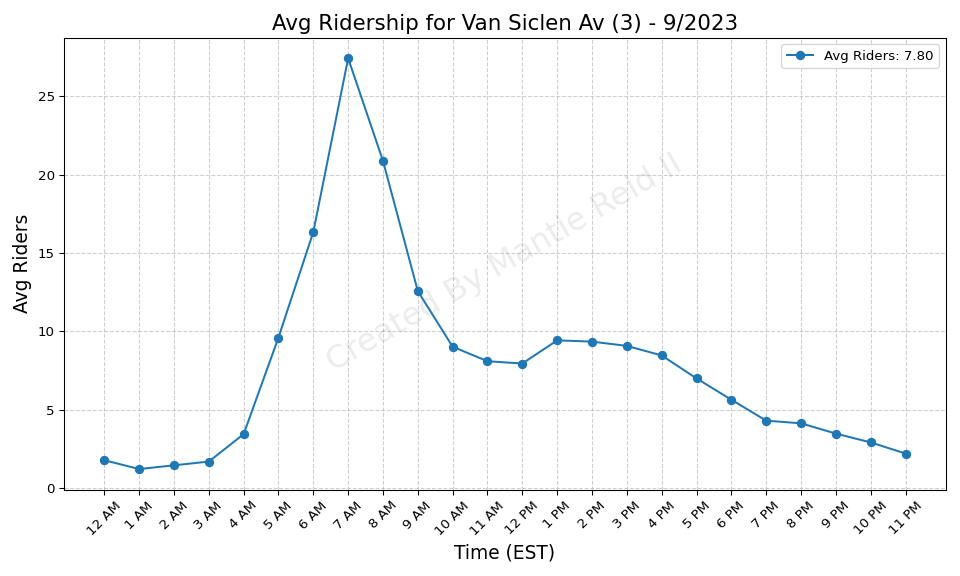 Avg Ridership for Van Siclen Av (3) - 9/2023
Avg Riders: 7.80
Avg Riders
25
20
15
10
5
0
Created By Mantle Reid II
12 AM
1 AM
2 AM
3 AM
4 AM
5 AM
6 AM
7 AM
8 AM
9 AM
10 AM
11 AM
12 PM
1 PM
2 PM
3 PM
4 PM
5 PM
6 PM
7 PM
8 PM
9 PM
10 PM
11 PM
Time (EST)